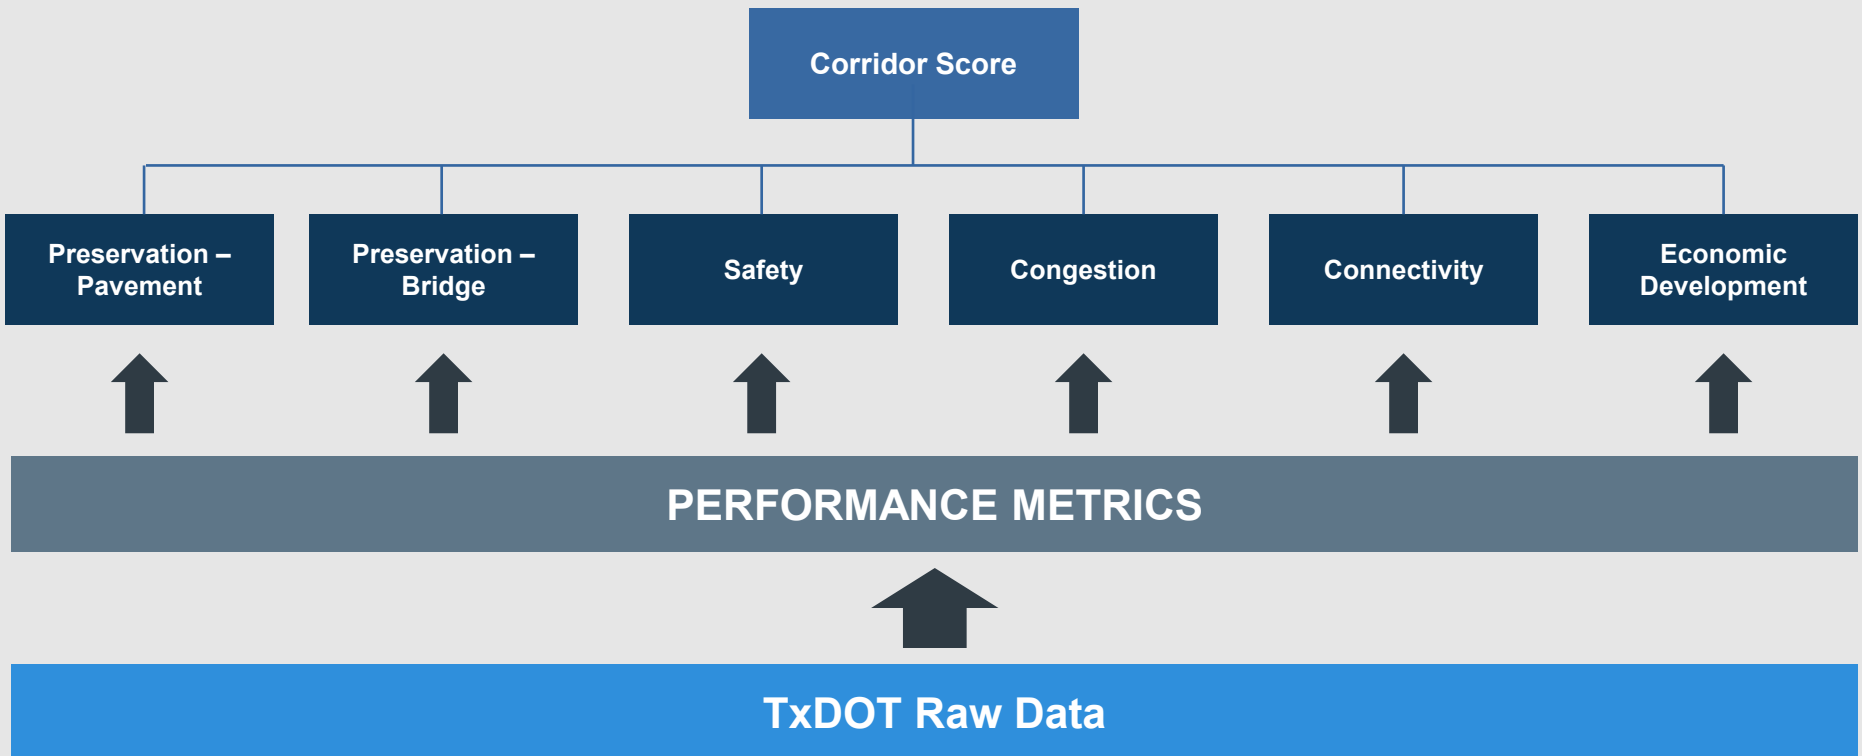 Corridor Score
Preservation –
Pavement
Preservation –
Bridge
Safety
Congestion
Connectivity
Economic
Development
PERFORMANCE METRICS
TxDOT Raw Data